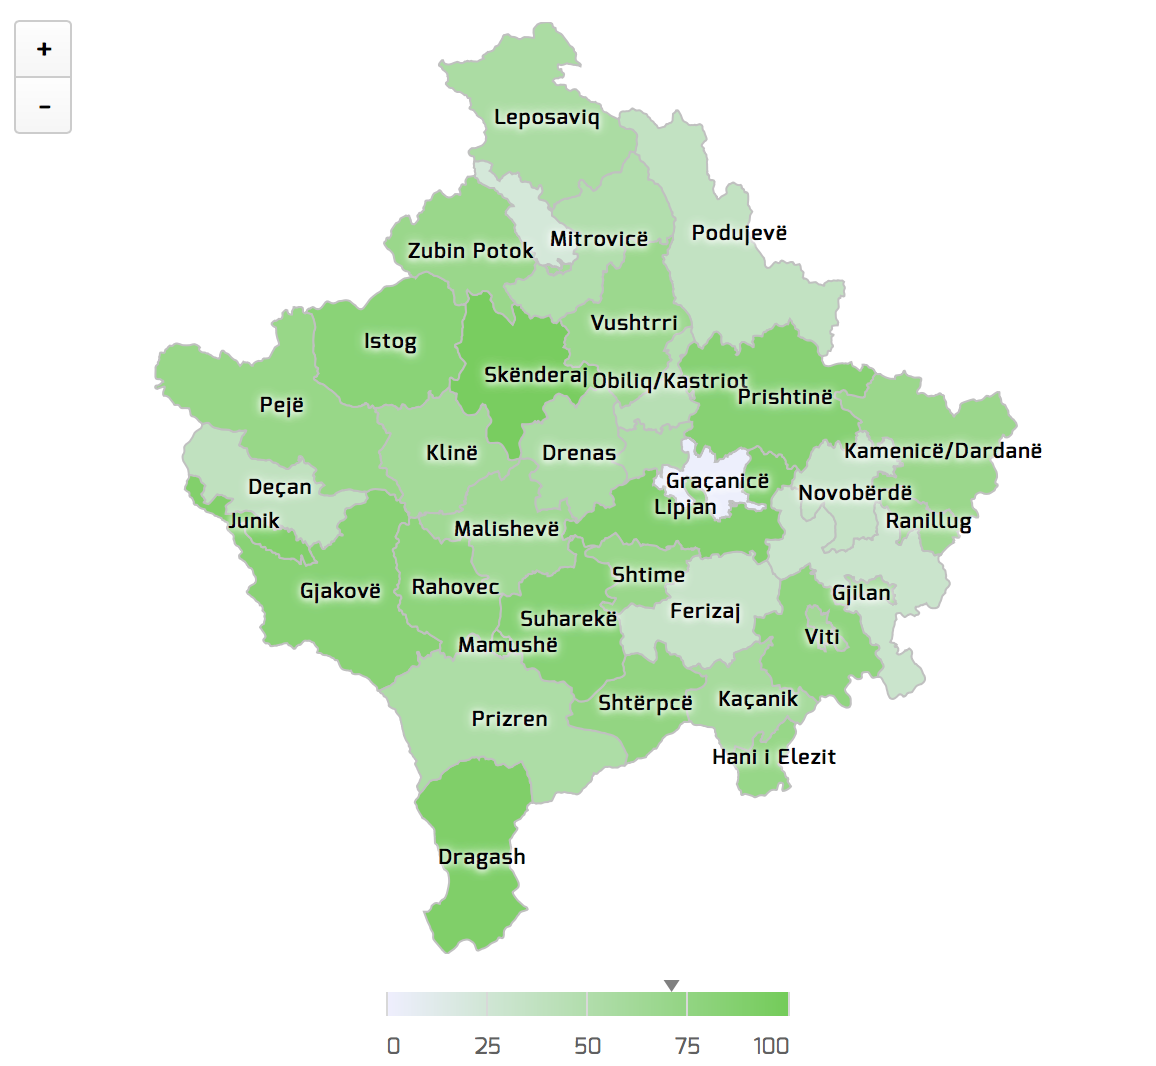 +
-
Leposaviq
Podujevë
Mitrovicë
Zubin Potok
Vushtrri
Istog
Skënderaj
Obiliq/Kastriot
Prishtinë
Pejë
Klinë
Drenas
Kamenicë/Dardanë
Graçanicë
Deçan
Novobërdë
Lipjan
Junik
Ranillug
Malishevë
Shtime
Rahovec
Gjakovë
Gjilan
Ferizaj
Suharekë
Viti
Mamushë
Kaçanik
Shtërpcë
Prizren
Hani i Elezit
Dragash
0 25 50 75 100